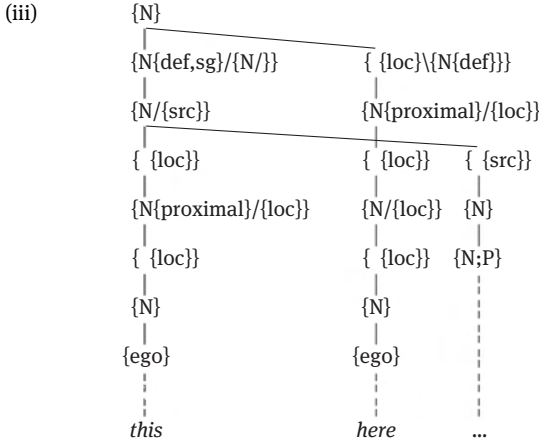 (iii) {N}
{N{def,sg}/{N/}} { {loc}\{N{def}}}
{N/{src}} {N{proximal}/{loc}}
{ {loc}} { {loc}} { {src}}
{N{proximal}/{loc}} {N/{loc}} {N}
{ {loc}} { {loc}} {N;P}
{N} {N}
{ego} {ego}
this here ...